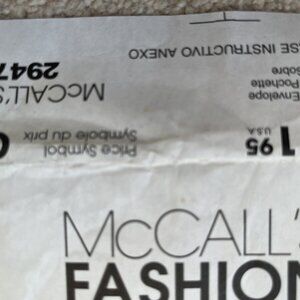 McCALL'S
FASHION
1 95
U.S.A.
Price Symbol
Symbole du prix
Envelope
Pochette
Sobre
McCALL'S
2947
SE INSTRUCTIVO ANEXO